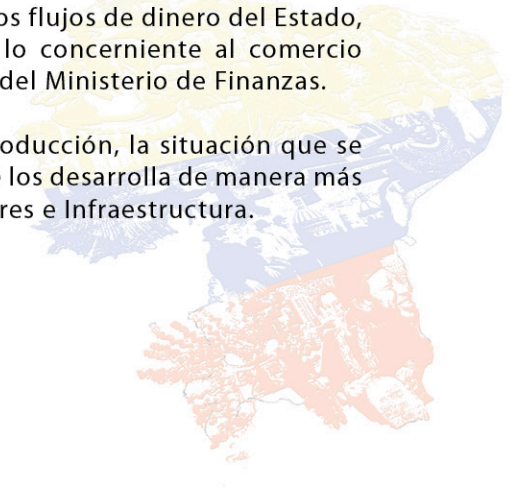 os flujos de dinero del Estado,
lo concerniente al comercio
del Ministerio de Finanzas.
oducción, la situación que se
los desarrolla de manera más
res e Infraestructura.